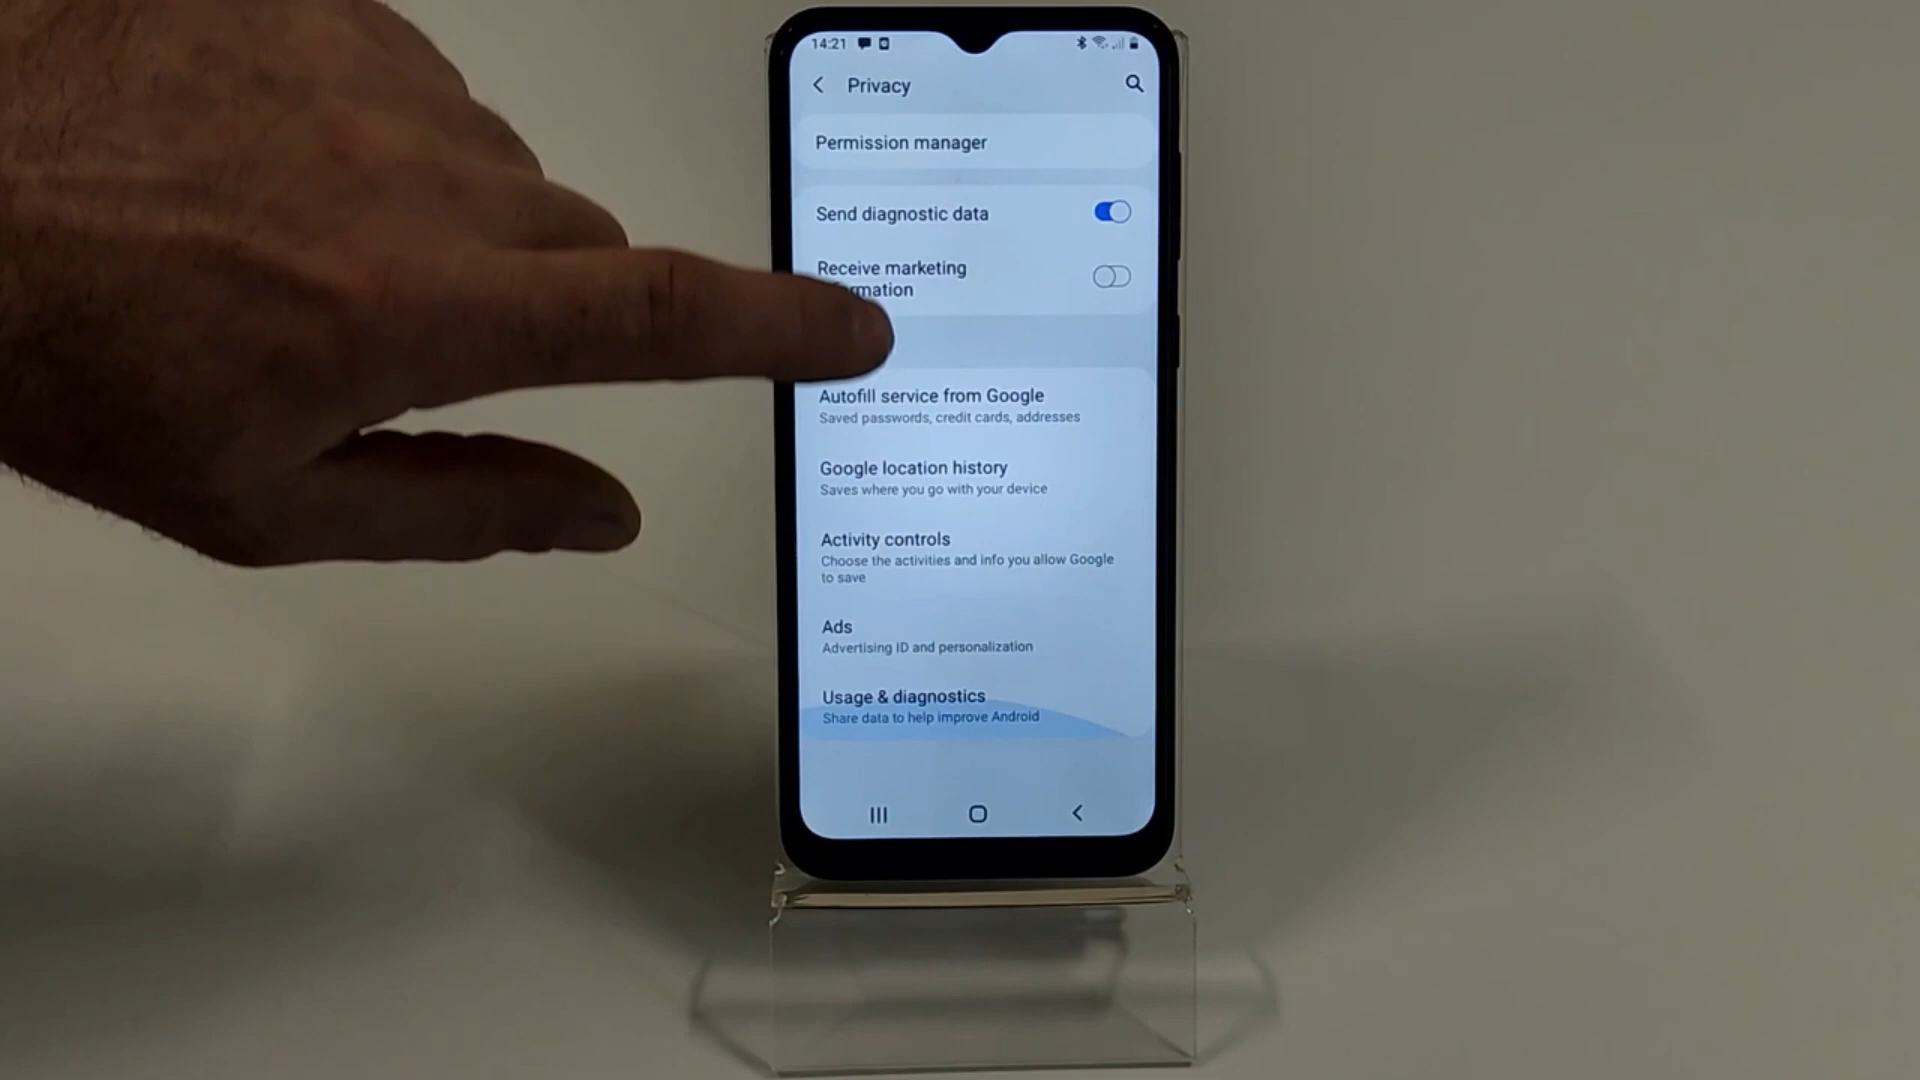 14:21
Privacy
Permission manager
Send diagnostic data
Receive marketing
mation
Autofill service from Google
Saved passwords, credit cards, addresses
Google location history
Saves where you go with your device
Activity controls
Choose the activities and info you allow Google
to save
Ads
Advertising ID and personalization
Usage & diagnostics
Share data to help improve Android